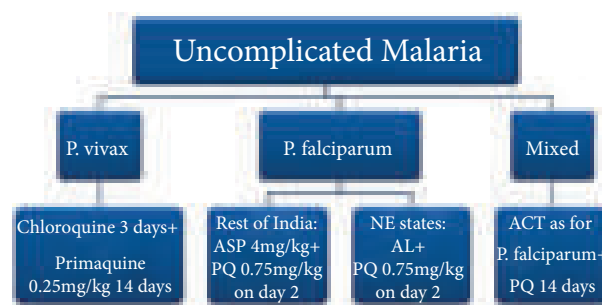 Uncomplicated Malaria
P. vivax
P. falciparum
Mixed
Chloroquine 3 days+
Primaquine
0.25mg/kg 14 days
Rest of India:
ASP 4mg/kg+
PQ 0.75mg/kg
on day 2
NE states:
AL+
PQ 0.75mg/kg
on day 2
ACT as for
P. falciparum+
PQ 14 days